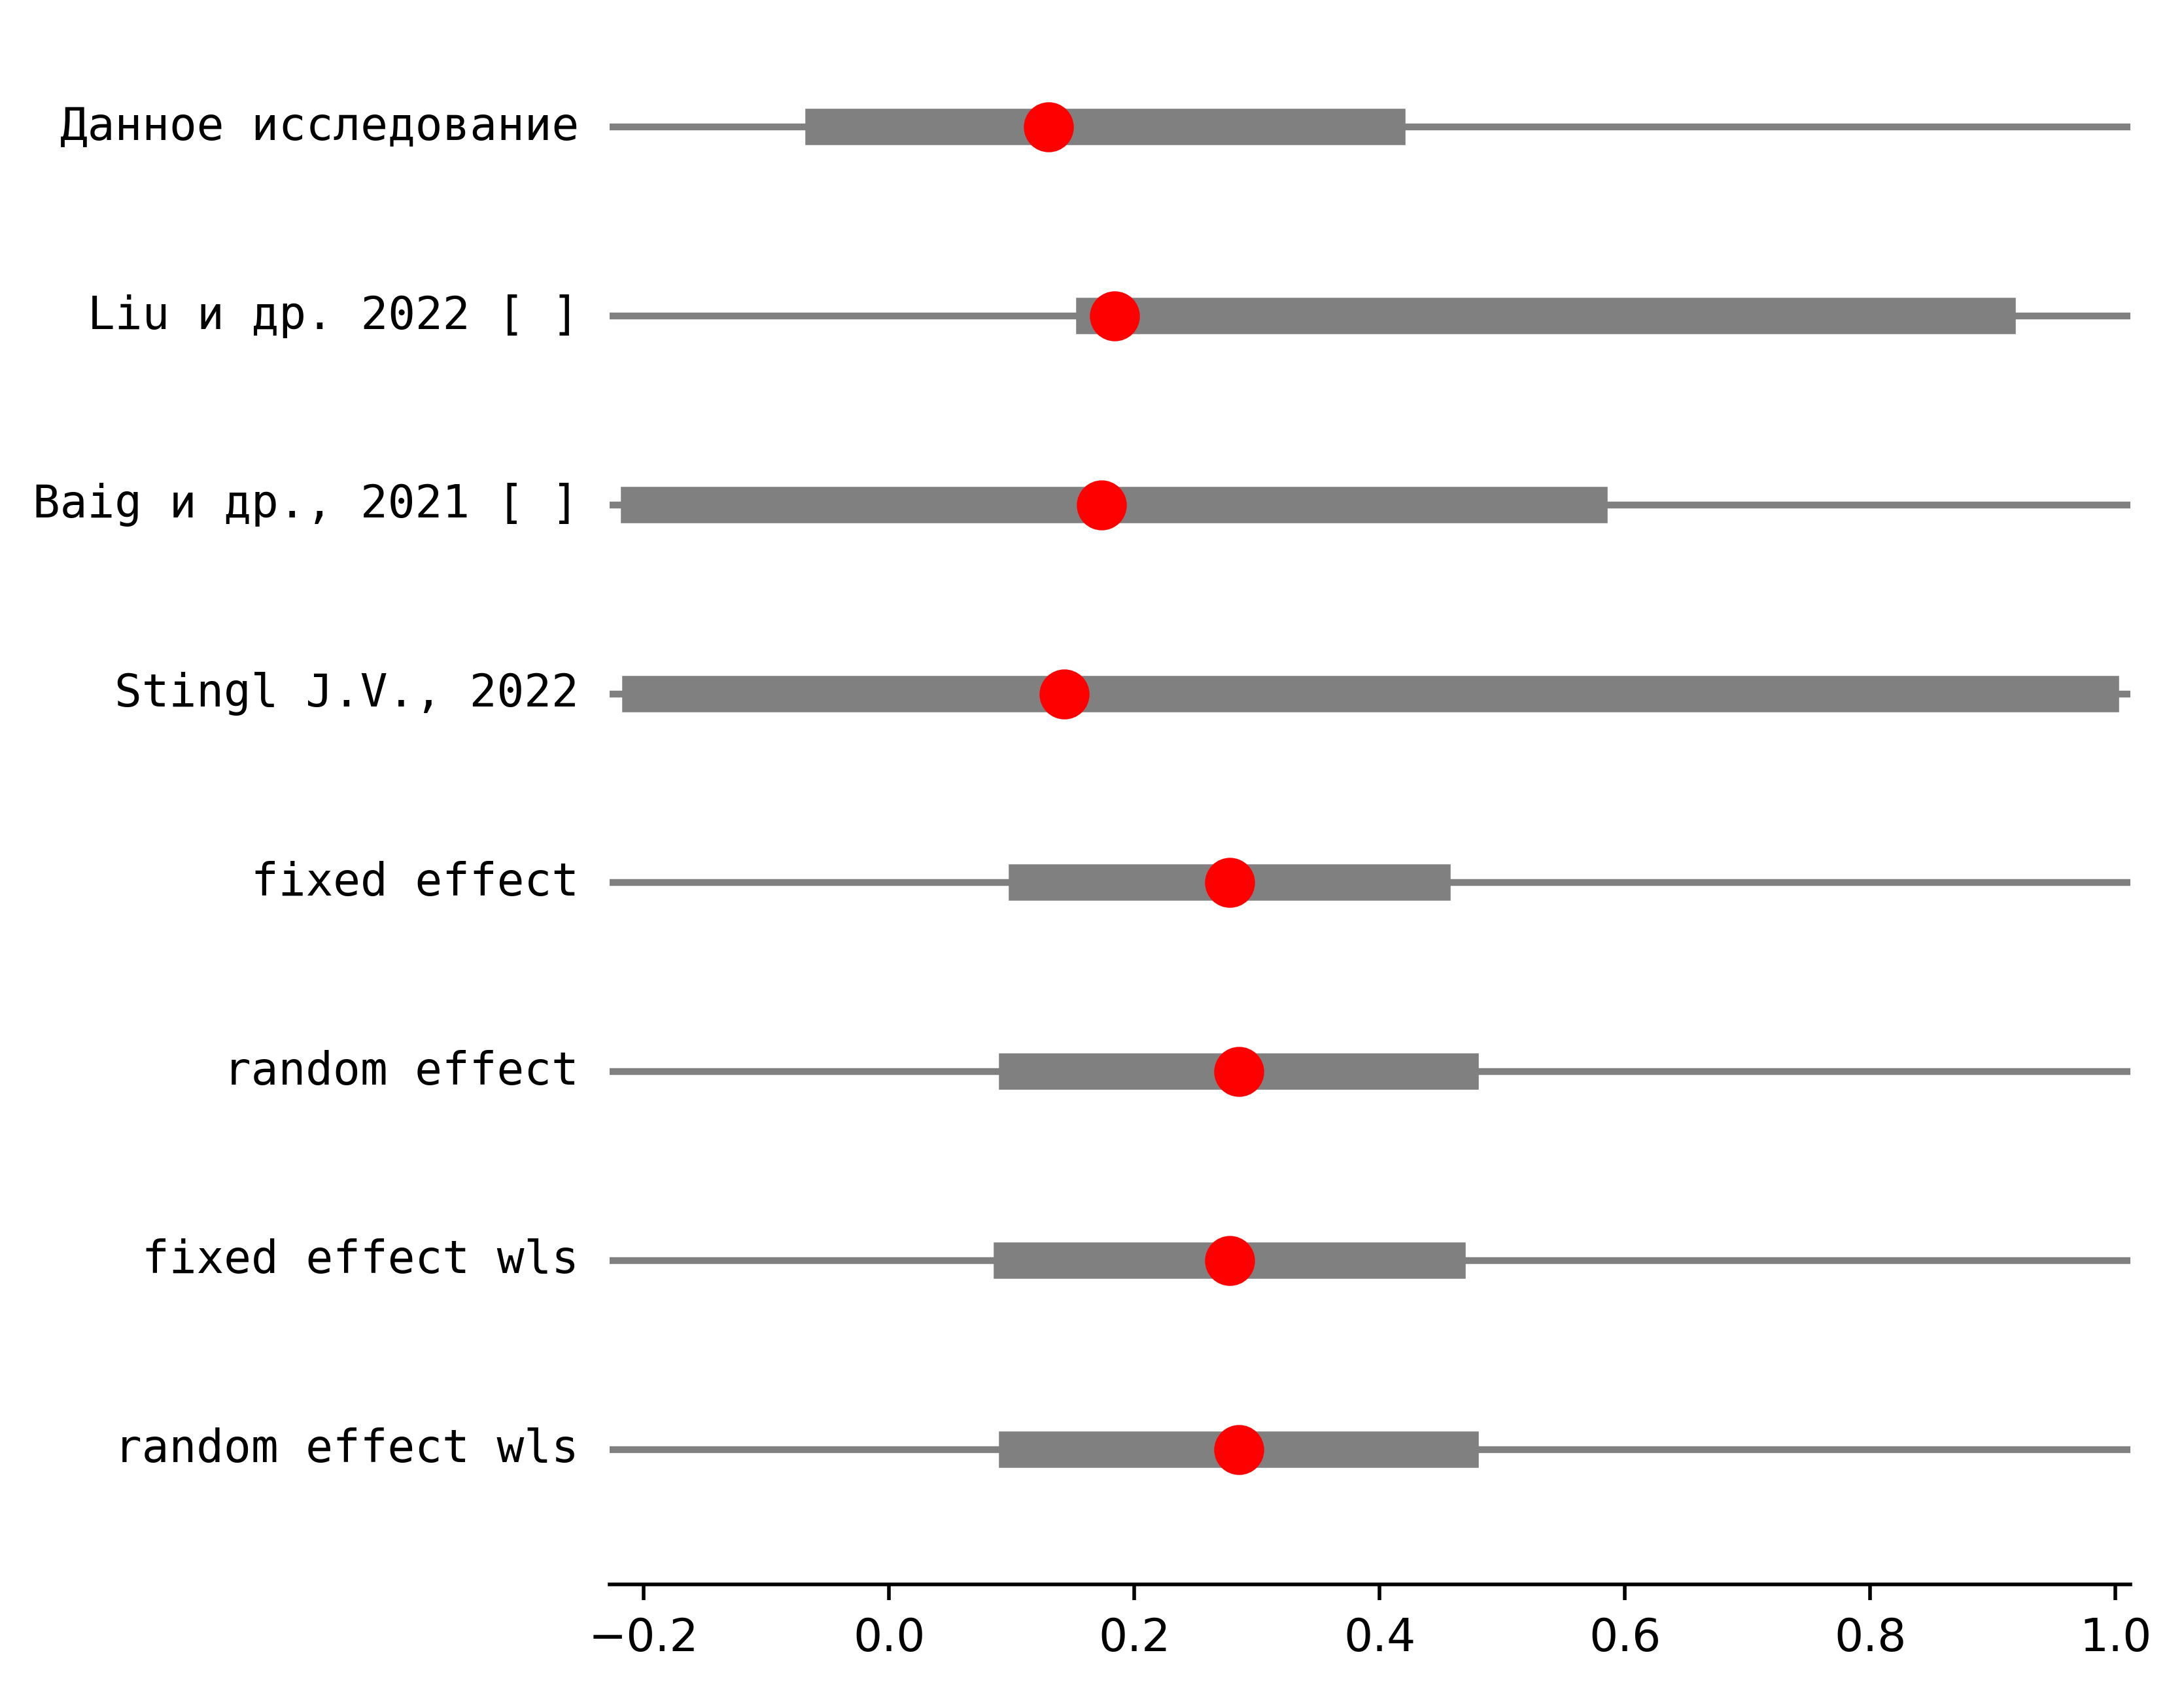 Данное исследование
Liu и др. 2022 [ ]
Baig и др., 2021 [ ]
Stingl J.V., 2022
fixed effect
random effect
fixed effect wls
random effect wls
−0.2 0.0 0.2 0.4 0.6 0.8 1.0